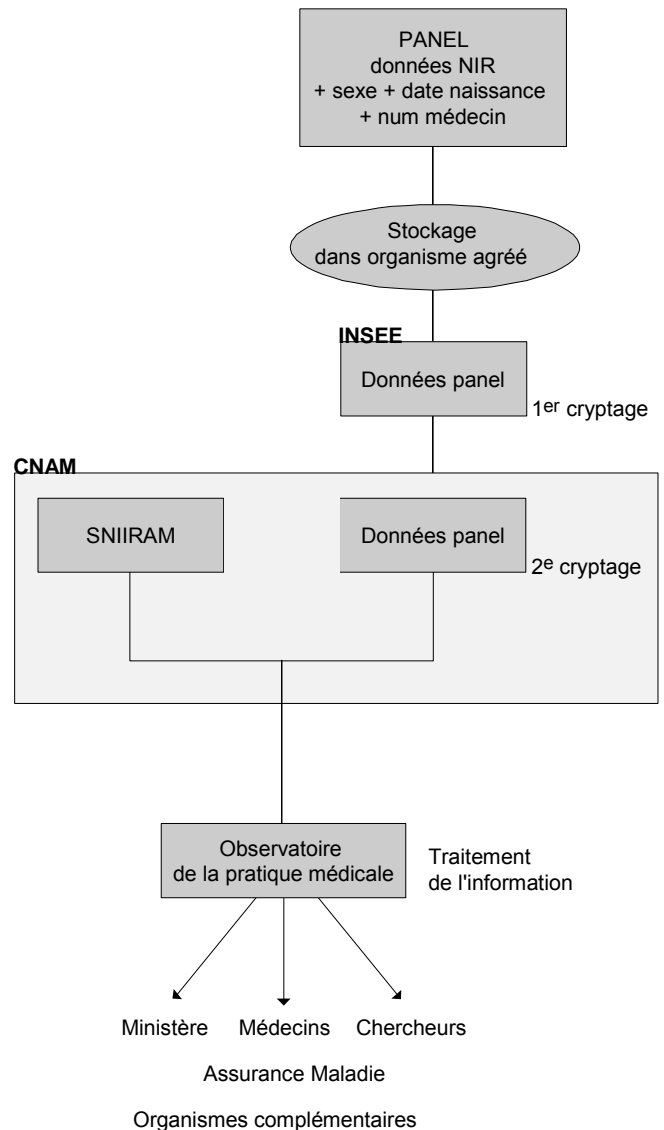 PANEL
données NIR
+ sexe + date naissance
+ num médecin
Stockage
dans organisme agréé
INSEE
Données panel
1er cryptage
CNAM
SNIIRAM
Données panel
2e cryptage
Observatoire
de la pratique médicale
Traitement
de l'information
Ministère Médecins Chercheurs
Assurance Maladie
Organismes complémentaires